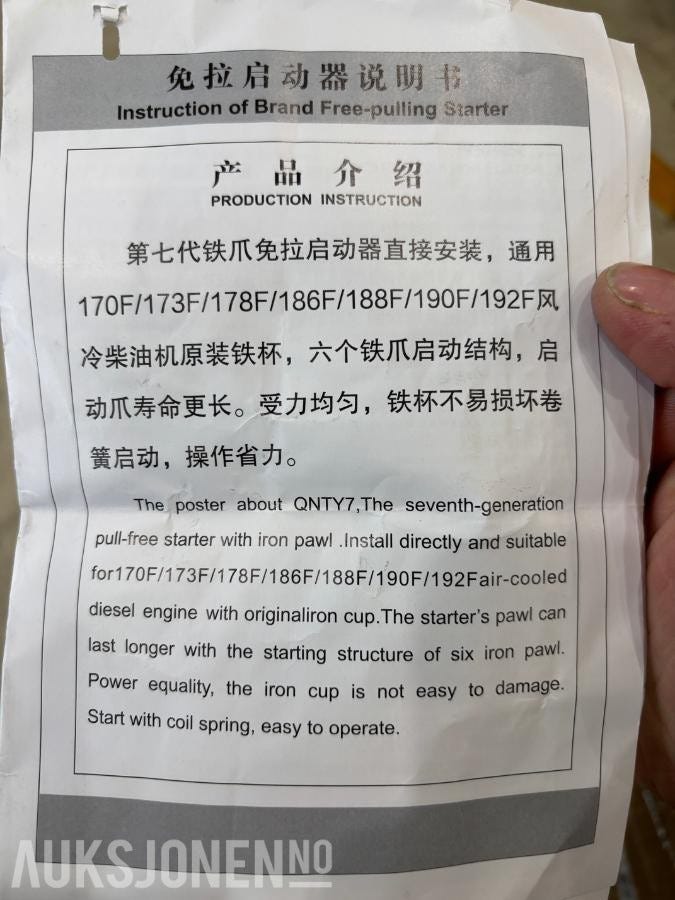 免拉启动器说明书
Instruction of Brand Free-pulling Starter
产品介绍
PRODUCTION INSTRUCTION
第七代铁爪免拉启动器直接安装，通用
170F/173F/178F/186F/188F/190F/192F风
冷柴油机原装铁杯，六个铁爪启动结构，启
动爪寿命更长。受力均匀，铁杯不易损坏卷
簧启动，操作省力。
The poster about QNTY7,The seventh-generation
pull-free starter with iron pawl .Install directly and suitable
for170F/173F/178F/186F/188F/190F/192Fair-cooled
diesel engine with originaliron cup.The starter's pawl can
last longer with the starting structure of six iron pawl.
Power equality, the iron cup is not easy to damage.
Start with coil spring, easy to operate.
AUKSJONEN NO